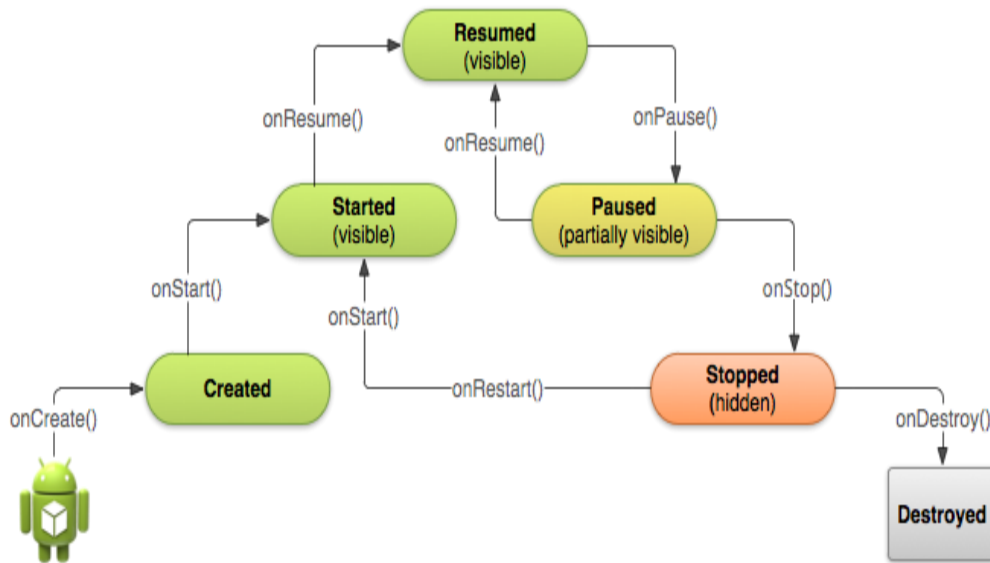 Resumed
(visible)
onResume()
onResume()
onPause()
Started
(visible)
Paused
(partially visible)
onStart()
onStart()
onStop()
Created
onRestart()
Stopped
(hidden)
onCreate()
onDestroy()
Destroyed